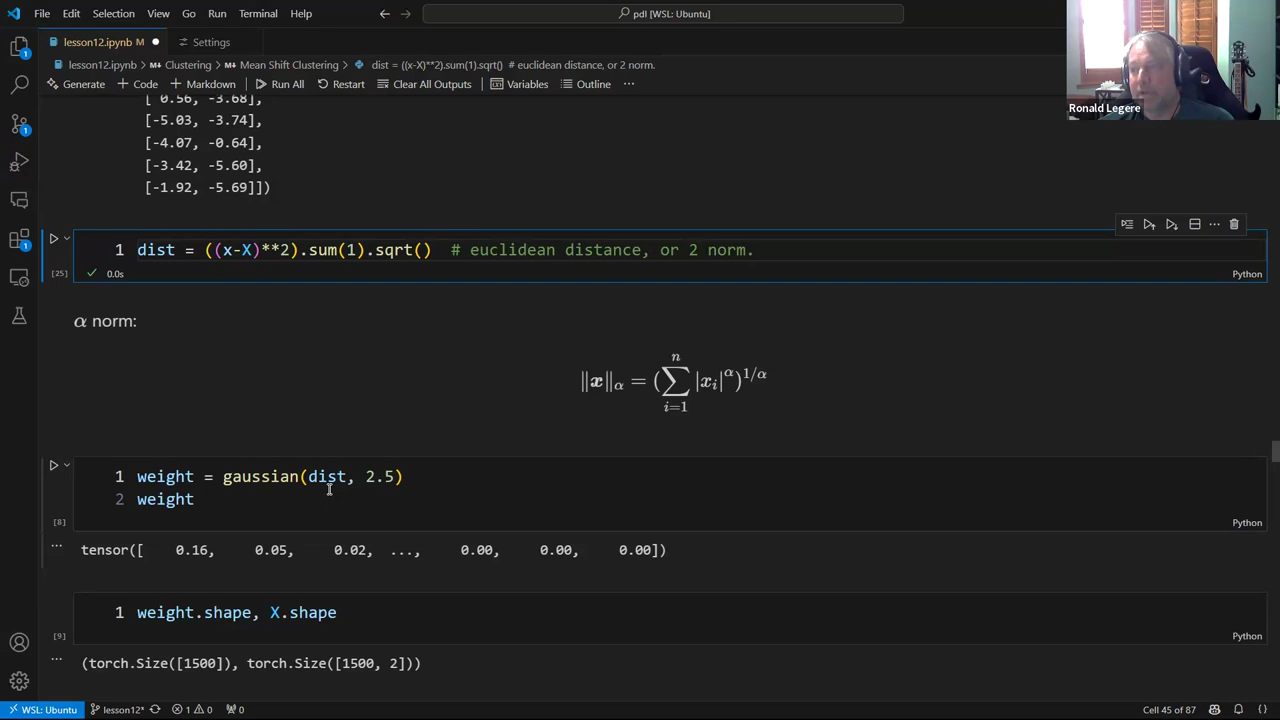 File Edit Selection View Go Run Terminal Help
pdl [WSL: Ubuntu]
Ronald Legere
lesson12.ipynb M Settings
lesson12.ipynb > M↓ Clustering > M↓ Mean Shift Clustering > dist = ((x-X)**2).sum(1).sqrt() # euclidean distance, or 2 norm.
Generate + Code + Markdown Run All Restart Clear All Outputs Variables Outline ...
[ 0.56, -3.68],
[-5.03, -3.74],
[-4.07, -0.64],
[-3.42, -5.60],
[-1.92, -5.69]])
1 dist = ((x-X)**2).sum(1).sqrt() # euclidean distance, or 2 norm.
[25] ✓ 0.0s Python
α norm:
‖x‖α = (∑ⁿᵢ₌₁ |xᵢ|^α)^1/α
1 weight = gaussian(dist, 2.5)
2 weight
[8] Python
... tensor([ 0.16, 0.05, 0.02, ..., 0.00, 0.00, 0.00])
1 weight.shape, X.shape
[9] Python
... (torch.Size([1500]), torch.Size([1500, 2]))
WSL: Ubuntu lesson12* 1 0 0 Cell 45 of 87